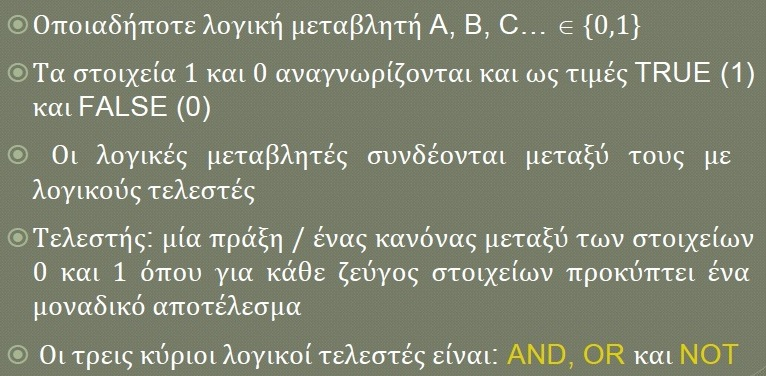 Οποιαδήποτε λογική μεταβλητή A, B, C... ∈ {0,1}
Τα στοιχεία 1 και 0 αναγνωρίζονται και ως τιμές TRUE (1)
και FALSE (0)
Οι λογικές μεταβλητές συνδέονται μεταξύ τους με
λογικούς τελεστές
Τελεστής: μία πράξη / ένας κανόνας μεταξύ των στοιχείων
0 και 1 όπου για κάθε ζεύγος στοιχείων προκύπτει ένα
μοναδικό αποτέλεσμα
Οι τρεις κύριοι λογικοί τελεστές είναι: AND, OR και NOT